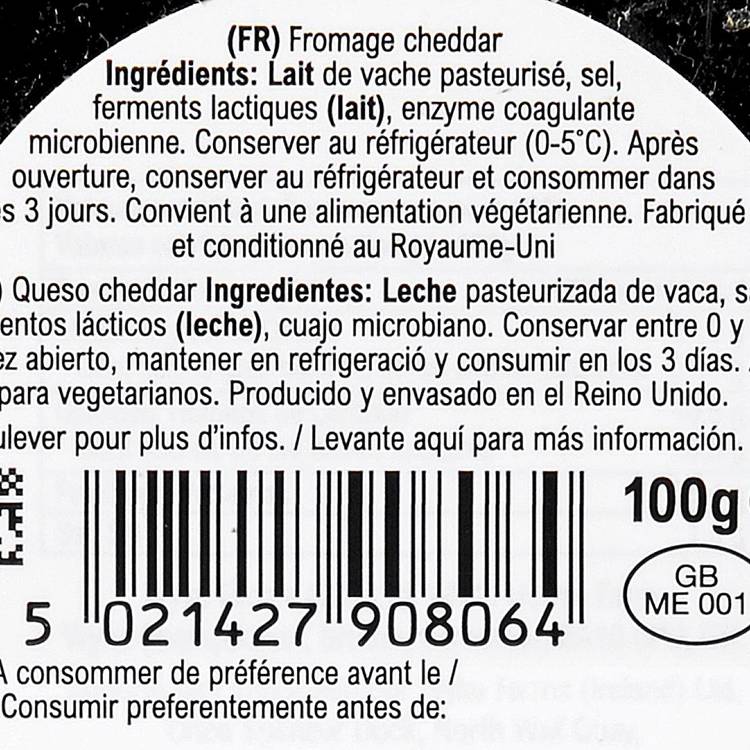 (FR) Fromage cheddar
Ingrédients: Lait de vache pasteurisé, sel,
ferments lactiques (lait), enzyme coagulante
microbienne. Conserver au réfrigérateur (0-5°C). Après
ouverture, conserver au réfrigérateur et consommer dans
3 jours. Convient à une alimentation végétarienne. Fabriqué
et conditionné au Royaume-Uni
) Queso cheddar Ingredientes: Leche pasteurizada de vaca,
lácticos (leche), cuajo microbiano. Conservar entre 0 y
abierto, mantener en refrigeració y consumir en los 3 días.
para vegetarianos. Producido y envasado en el Reino Unido.
pour plus d'infos. / Levante aquí para más información.
100g
GB
ME 001
5 021427 908064
A consommer de préférence avant le /
Consumir preferentemente antes de: